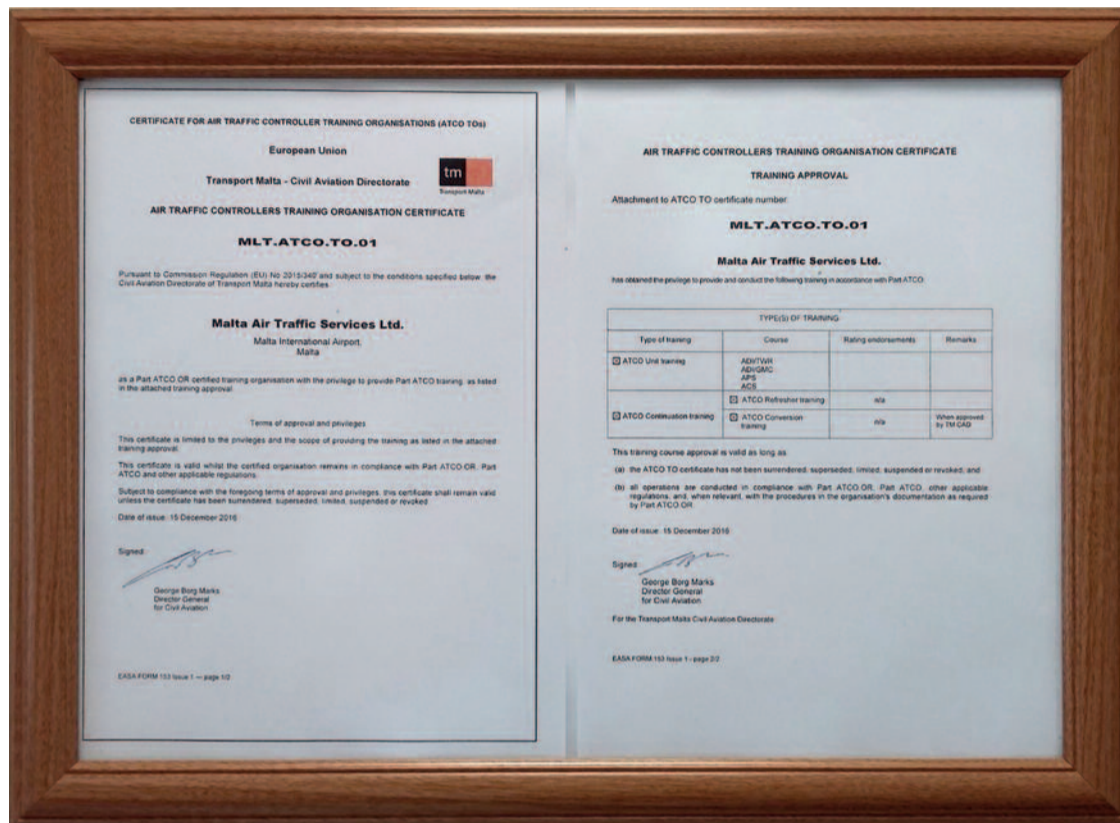 CERTIFICATE FOR AIR TRAFFIC CONTROLLER TRAINING ORGANISATIONS (ATCO TOs)
European Union
Transport Malta - Civil Aviation Directorate
tm
Transport Malta
AIR TRAFFIC CONTROLLERS TRAINING ORGANISATION CERTIFICATE
MLT.ATCO.TO.01
Pursuant to Commission Regulation (EU) No 2015/340 and subject to the conditions specified below, the
Civil Aviation Directorate of Transport Malta hereby certifies
Malta Air Traffic Services Ltd.
Malta International Airport,
Malta
as a Part ATCO OR certified training organisation with the privilege to provide Part ATCO training, as listed
in the attached training approval.
Terms of approval and privileges
This certificate is limited to the privileges and the scope of providing the training as listed in the attached
training approval.
This certificate is valid whilst the certified organisation remains in compliance with Part ATCO.OR, Part
ATCO and other applicable regulations.
Subject to compliance with the foregoing terms of approval and privileges, this certificate shall remain valid
unless the certificate has been surrendered, superseded, limited, suspended or revoked.
Date of issue: 15 December 2016
Signed:
George Borg Marks
Director General
for Civil Aviation
EASA FORM 153 Issue 1 — page 1/2
AIR TRAFFIC CONTROLLERS TRAINING ORGANISATION CERTIFICATE
TRAINING APPROVAL
Attachment to ATCO TO certificate number:
MLT.ATCO.TO.01
Malta Air Traffic Services Ltd.
has obtained the privilege to provide and conduct the following training in accordance with Part ATCO:
TYPE(S) OF TRAINING
Type of training Course Rating endorsements Remarks
☒ ATCO Unit training ADI/TWR
ADI/GMC
APS
ACS
☒ ATCO Refresher training n/a
☒ ATCO Continuation training ☒ ATCO Conversion n/a When approved
training by TM CAD
This training course approval is valid as long as:
(a) the ATCO TO certificate has not been surrendered, superseded, limited, suspended or revoked; and
(b) all operations are conducted in compliance with Part ATCO.OR, Part ATCO, other applicable
regulations, and, when relevant, with the procedures in the organisation's documentation as required
by Part ATCO OR.
Date of issue: 15 December 2016
Signed:
George Borg Marks
Director General
for Civil Aviation
For the Transport Malta Civil Aviation Directorate
EASA FORM 153 Issue 1 - page 2/2